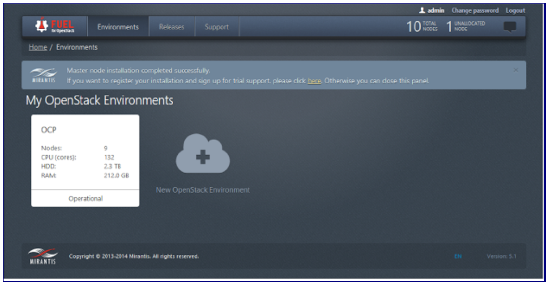 admin Change password Logout
FUEL
for OpenStack
Environments Releases Support
10 TOTAL NODES 1 UNALLOCATED NODE
Home / Environments
MIRANTIS
Master node installation completed successfully.
If you want to register your installation and sign up for trial support, please click here. Otherwise you can close this panel.
×
My OpenStack Environments
OCP
Nodes: 9
CPU (cores): 132
HDD: 2.5 TB
RAM: 212.0 GB
Operational
New OpenStack Environment
MIRANTIS
Copyright © 2013-2014 Mirantis. All rights reserved.
EN
Version: 5.1